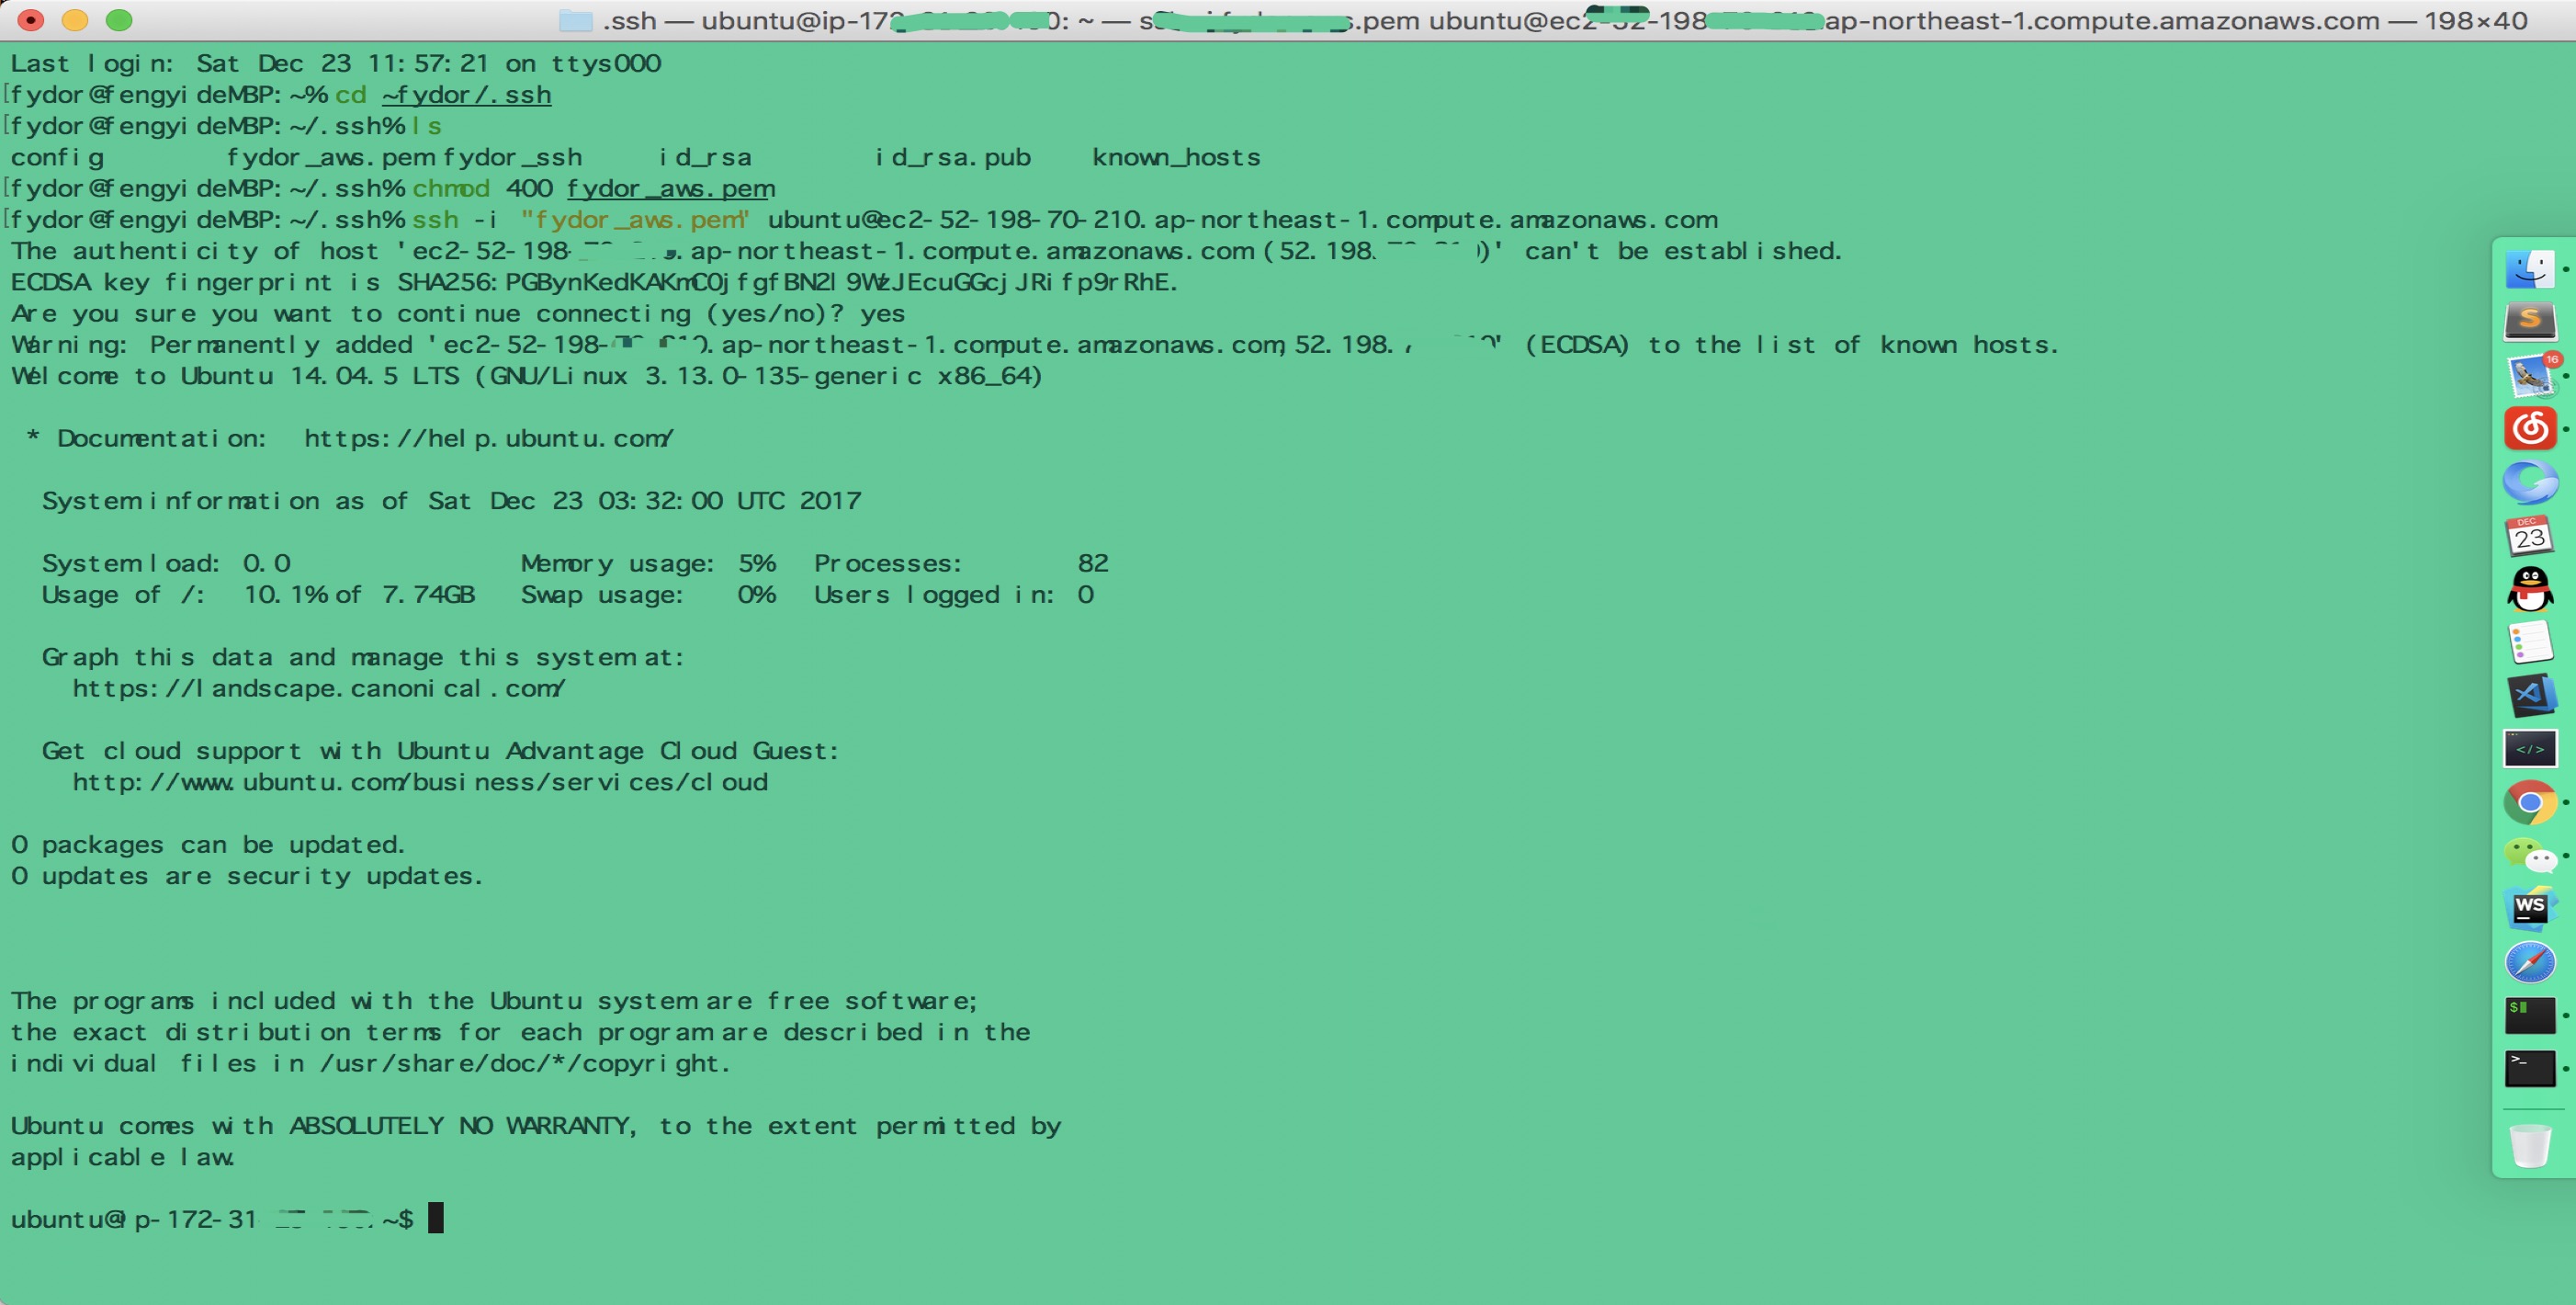 .ssh — ubuntu@ip-17 0: ~ — s s.pem ubuntu@ec2-52-198 ap-northeast-1.compute.amazonaws.com — 198×40
Last login: Sat Dec 23 11:57:21 on ttys000
[fydor@fengyideMBP:~% cd ~fydor/.ssh
[fydor@fengyideMBP:~/.ssh% ls
config fydor_aws.pem fydor_ssh id_rsa id_rsa.pub known_hosts
[fydor@fengyideMBP:~/.ssh% chmod 400 fydor_aws.pem
[fydor@fengyideMBP:~/.ssh% ssh -i "fydor_aws.pem" ubuntu@ec2-52-198-70-210.ap-northeast-1.compute.amazonaws.com
The authenticity of host 'ec2-52-198- .ap-northeast-1.compute.amazonaws.com (52.198. )' can't be established.
ECDSA key fingerprint is SHA256:PGBynKedKAKmC0jfgfBN2l9WzJEcuGGcjJRifp9rRhE.
Are you sure you want to continue connecting (yes/no)? yes
Warning: Permanently added 'ec2-52-198- .ap-northeast-1.compute.amazonaws.com,52.198. ' (ECDSA) to the list of known hosts.
Welcome to Ubuntu 14.04.5 LTS (GNU/Linux 3.13.0-135-generic x86_64)
* Documentation: https://help.ubuntu.com/
System information as of Sat Dec 23 03:32:00 UTC 2017
System load: 0.0 Memory usage: 5% Processes: 82
Usage of /: 10.1% of 7.74GB Swap usage: 0% Users logged in: 0
Graph this data and manage this system at:
https://landscape.canonical.com/
Get cloud support with Ubuntu Advantage Cloud Guest:
http://www.ubuntu.com/business/services/cloud
0 packages can be updated.
0 updates are security updates.
The programs included with the Ubuntu system are free software;
the exact distribution terms for each program are described in the
individual files in /usr/share/doc/*/copyright.
Ubuntu comes with ABSOLUTELY NO WARRANTY, to the extent permitted by
applicable law.
ubuntu@ip-172-31 ~$
S
16
DEC
23
</>
WS
$
>_